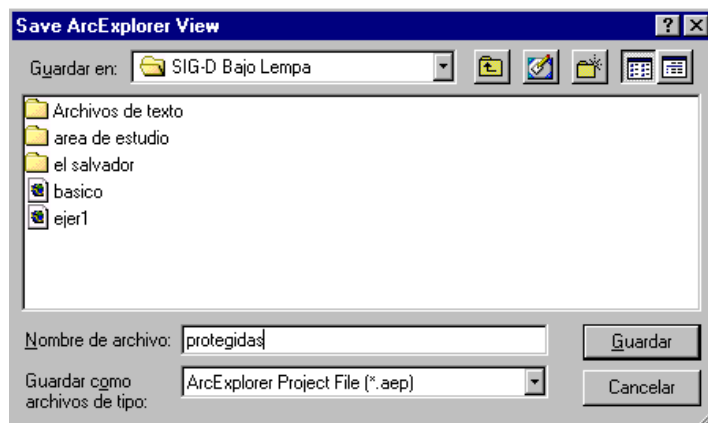 Save ArcExplorer View
Guardar en: SIG-D Bajo Lempa
Archivos de texto
area de estudio
el salvador
basico
ejer1
Nombre de archivo: protegidas Guardar
Guardar como
archivos de tipo: ArcExplorer Project File (*.aep) Cancelar